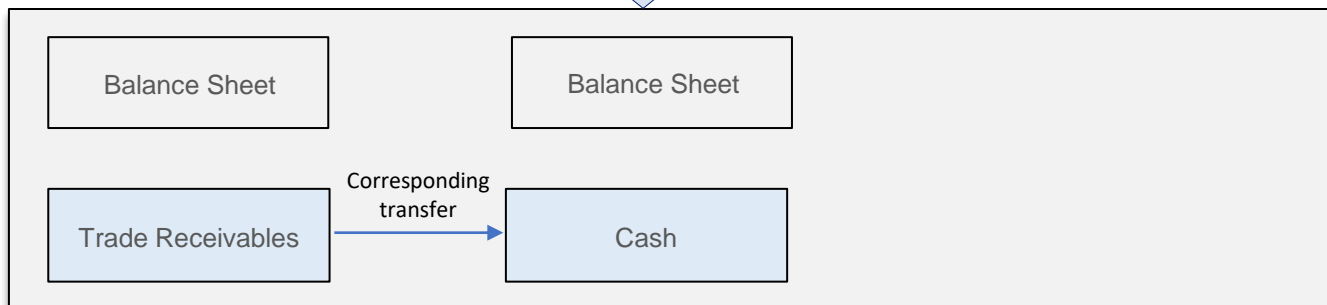 Balance Sheet
Balance Sheet
Corresponding
transfer
Trade Receivables
Cash